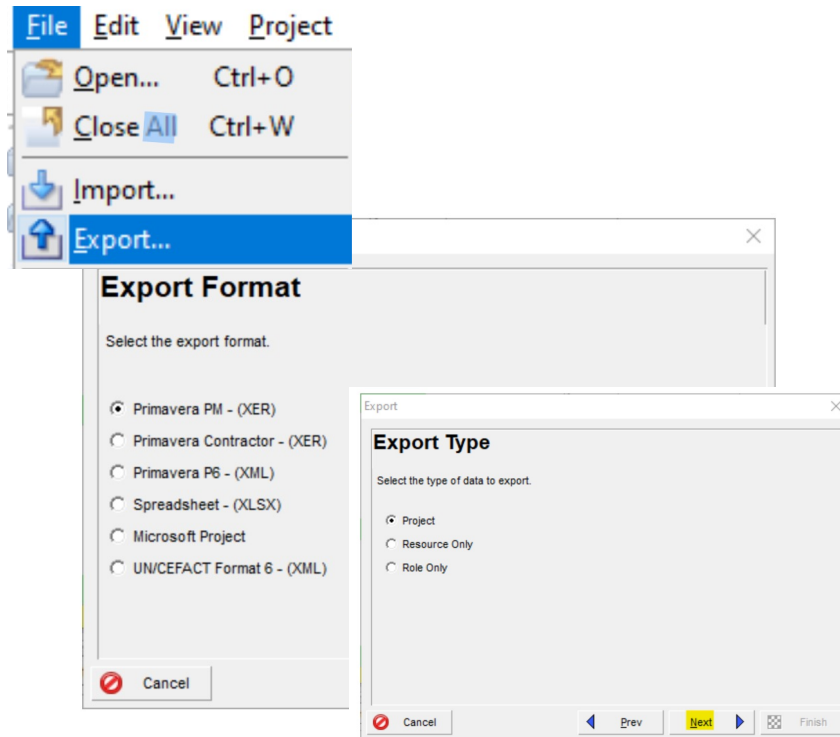 File Edit View Project
Open... Ctrl+O
Close All Ctrl+W
Import...
Export...
Export Format
Select the export format.
Primavera PM - (XER)
Primavera Contractor - (XER)
Primavera P6 - (XML)
Spreadsheet - (XLSX)
Microsoft Project
UN/CEFACT Format 6 - (XML)
Cancel
Export
Export Type
Select the type of data to export.
Project
Resource Only
Role Only
Cancel Prev Next Finish